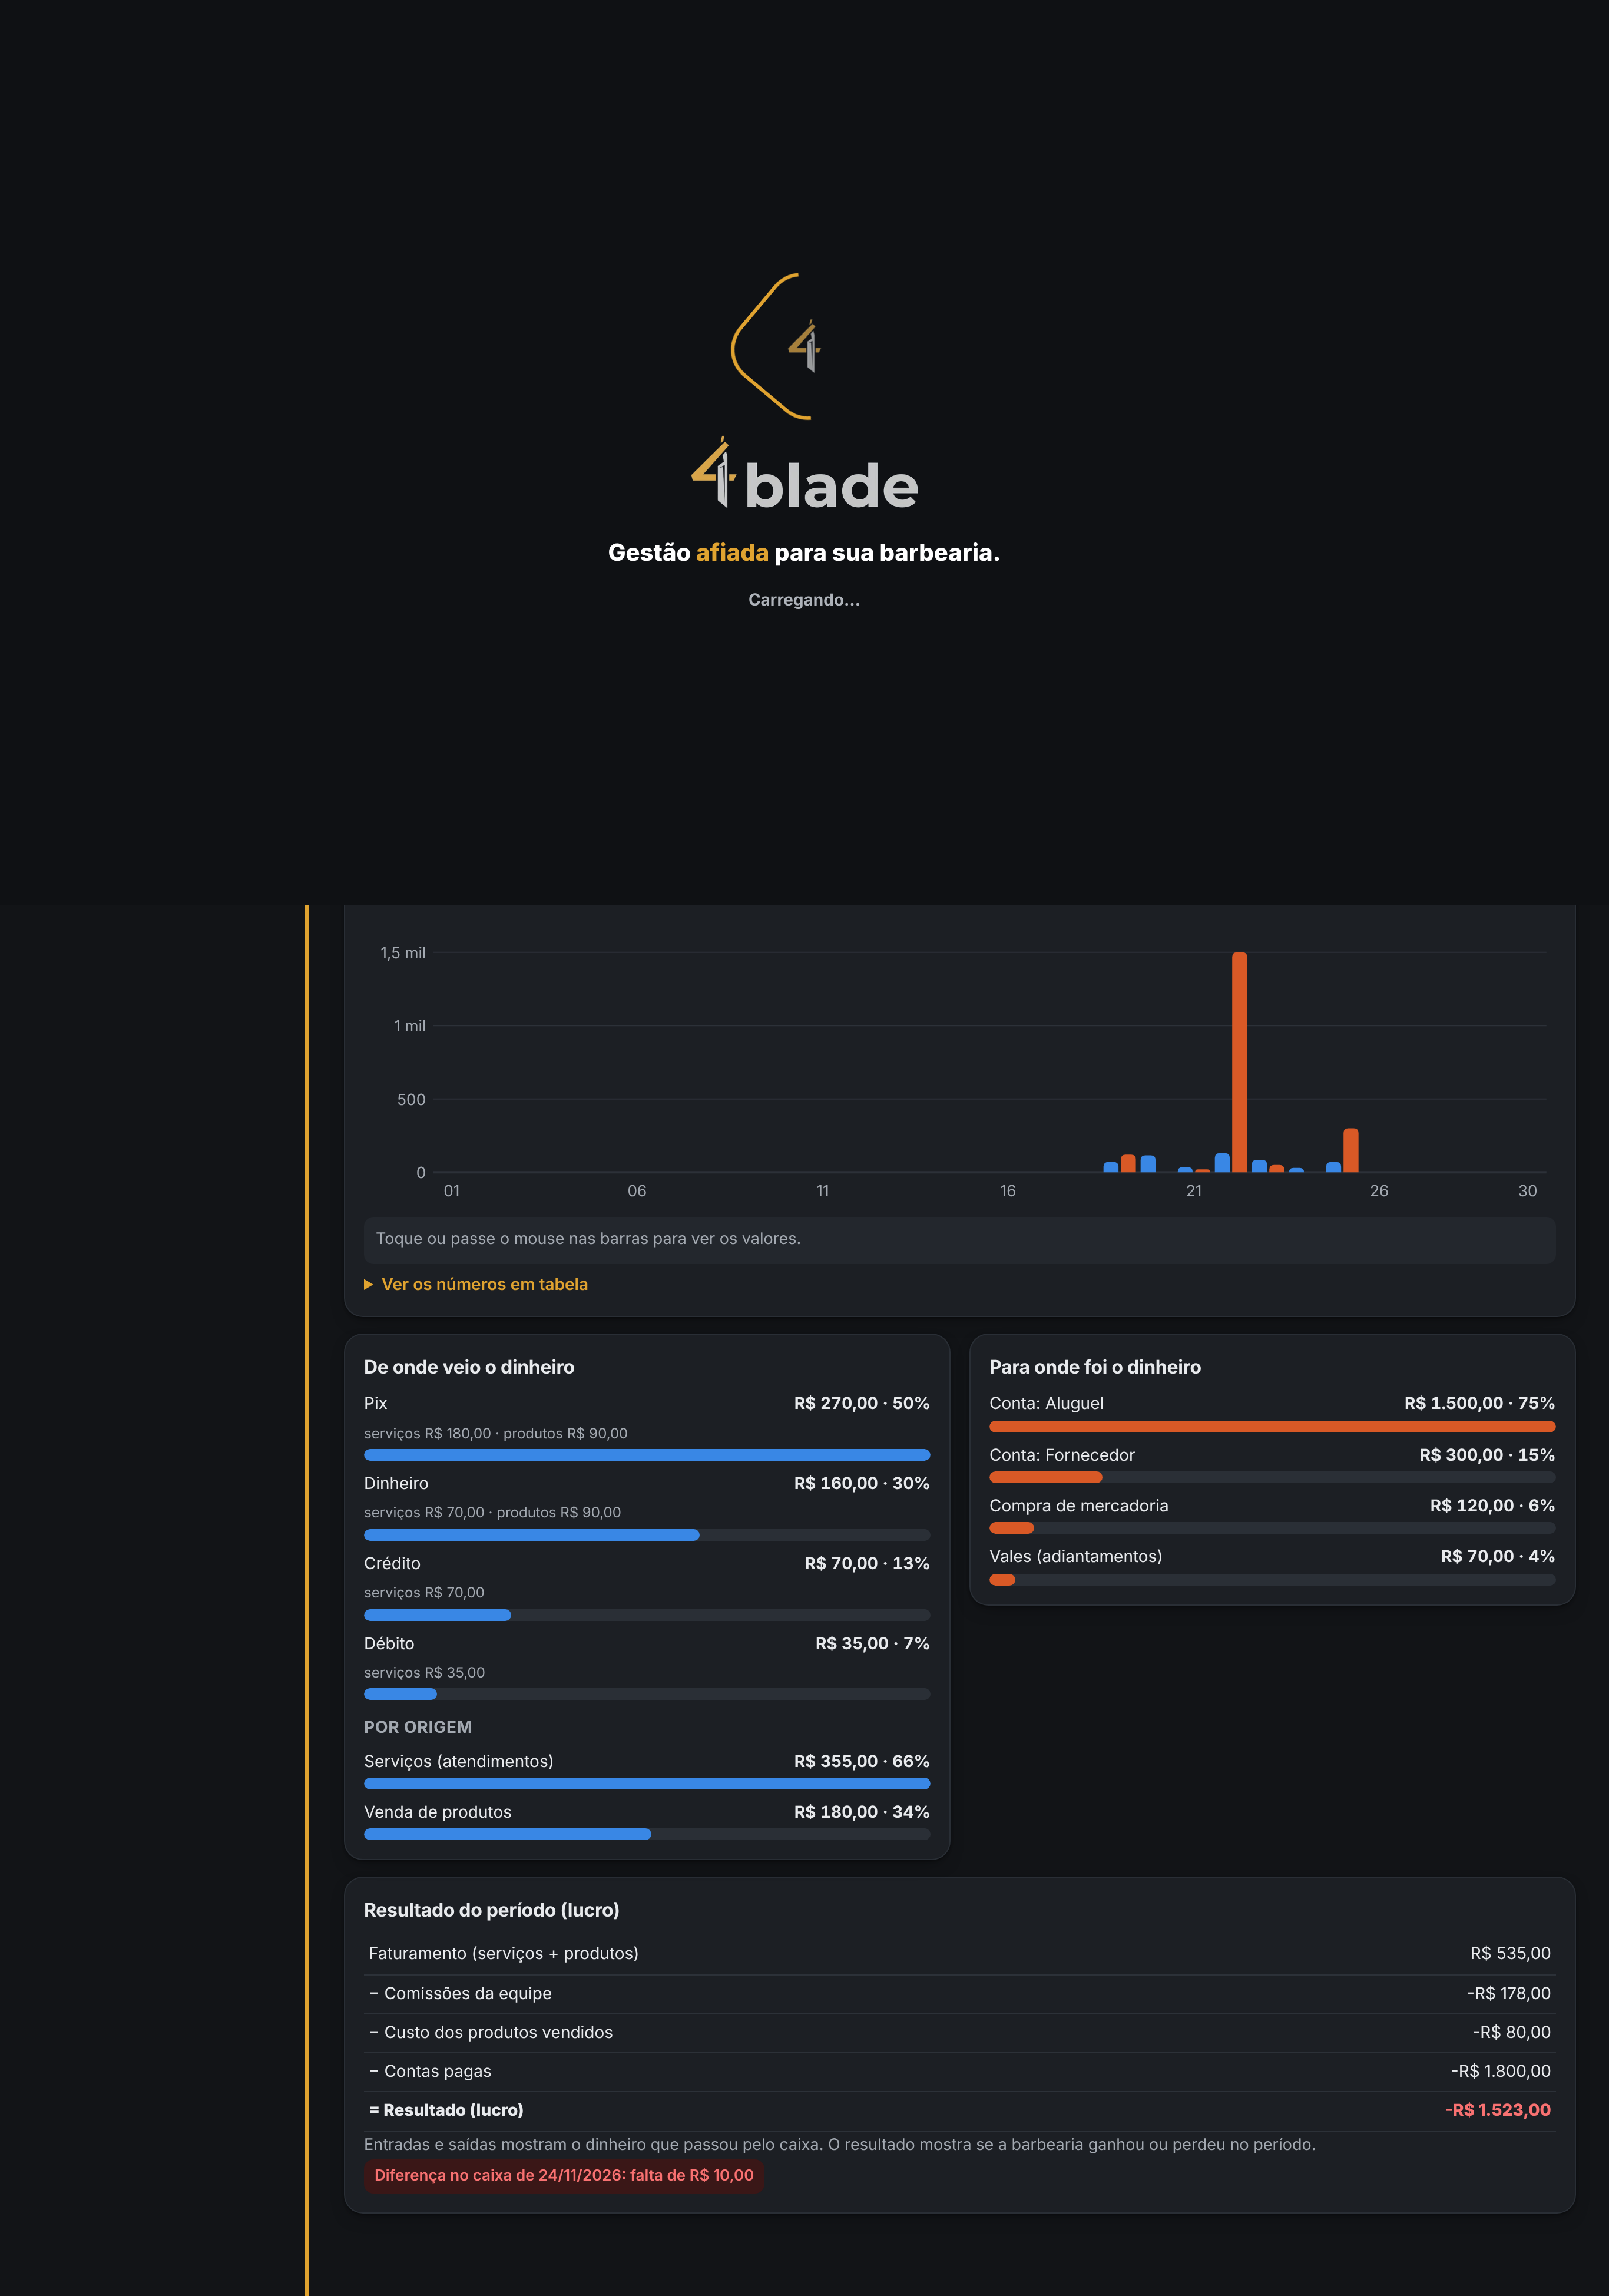 4
4blade
Gestão afiada para sua barbearia.
Carregando...
1,5 mil
1 mil
500
0
01 06 11 16 21 26 30
Toque ou passe o mouse nas barras para ver os valores.
Ver os números em tabela
De onde veio o dinheiro
Pix R$ 270,00 · 50%
serviços R$ 180,00 · produtos R$ 90,00
Dinheiro R$ 160,00 · 30%
serviços R$ 70,00 · produtos R$ 90,00
Crédito R$ 70,00 · 13%
serviços R$ 70,00
Débito R$ 35,00 · 7%
serviços R$ 35,00
POR ORIGEM
Serviços (atendimentos) R$ 355,00 · 66%
Venda de produtos R$ 180,00 · 34%
Para onde foi o dinheiro
Conta: Aluguel R$ 1.500,00 · 75%
Conta: Fornecedor R$ 300,00 · 15%
Compra de mercadoria R$ 120,00 · 6%
Vales (adiantamentos) R$ 70,00 · 4%
Resultado do período (lucro)
Faturamento (serviços + produtos) R$ 535,00
− Comissões da equipe -R$ 178,00
− Custo dos produtos vendidos -R$ 80,00
− Contas pagas -R$ 1.800,00
= Resultado (lucro) -R$ 1.523,00
Entradas e saídas mostram o dinheiro que passou pelo caixa. O resultado mostra se a barbearia ganhou ou perdeu no período.
Diferença no caixa de 24/11/2026: falta de R$ 10,00